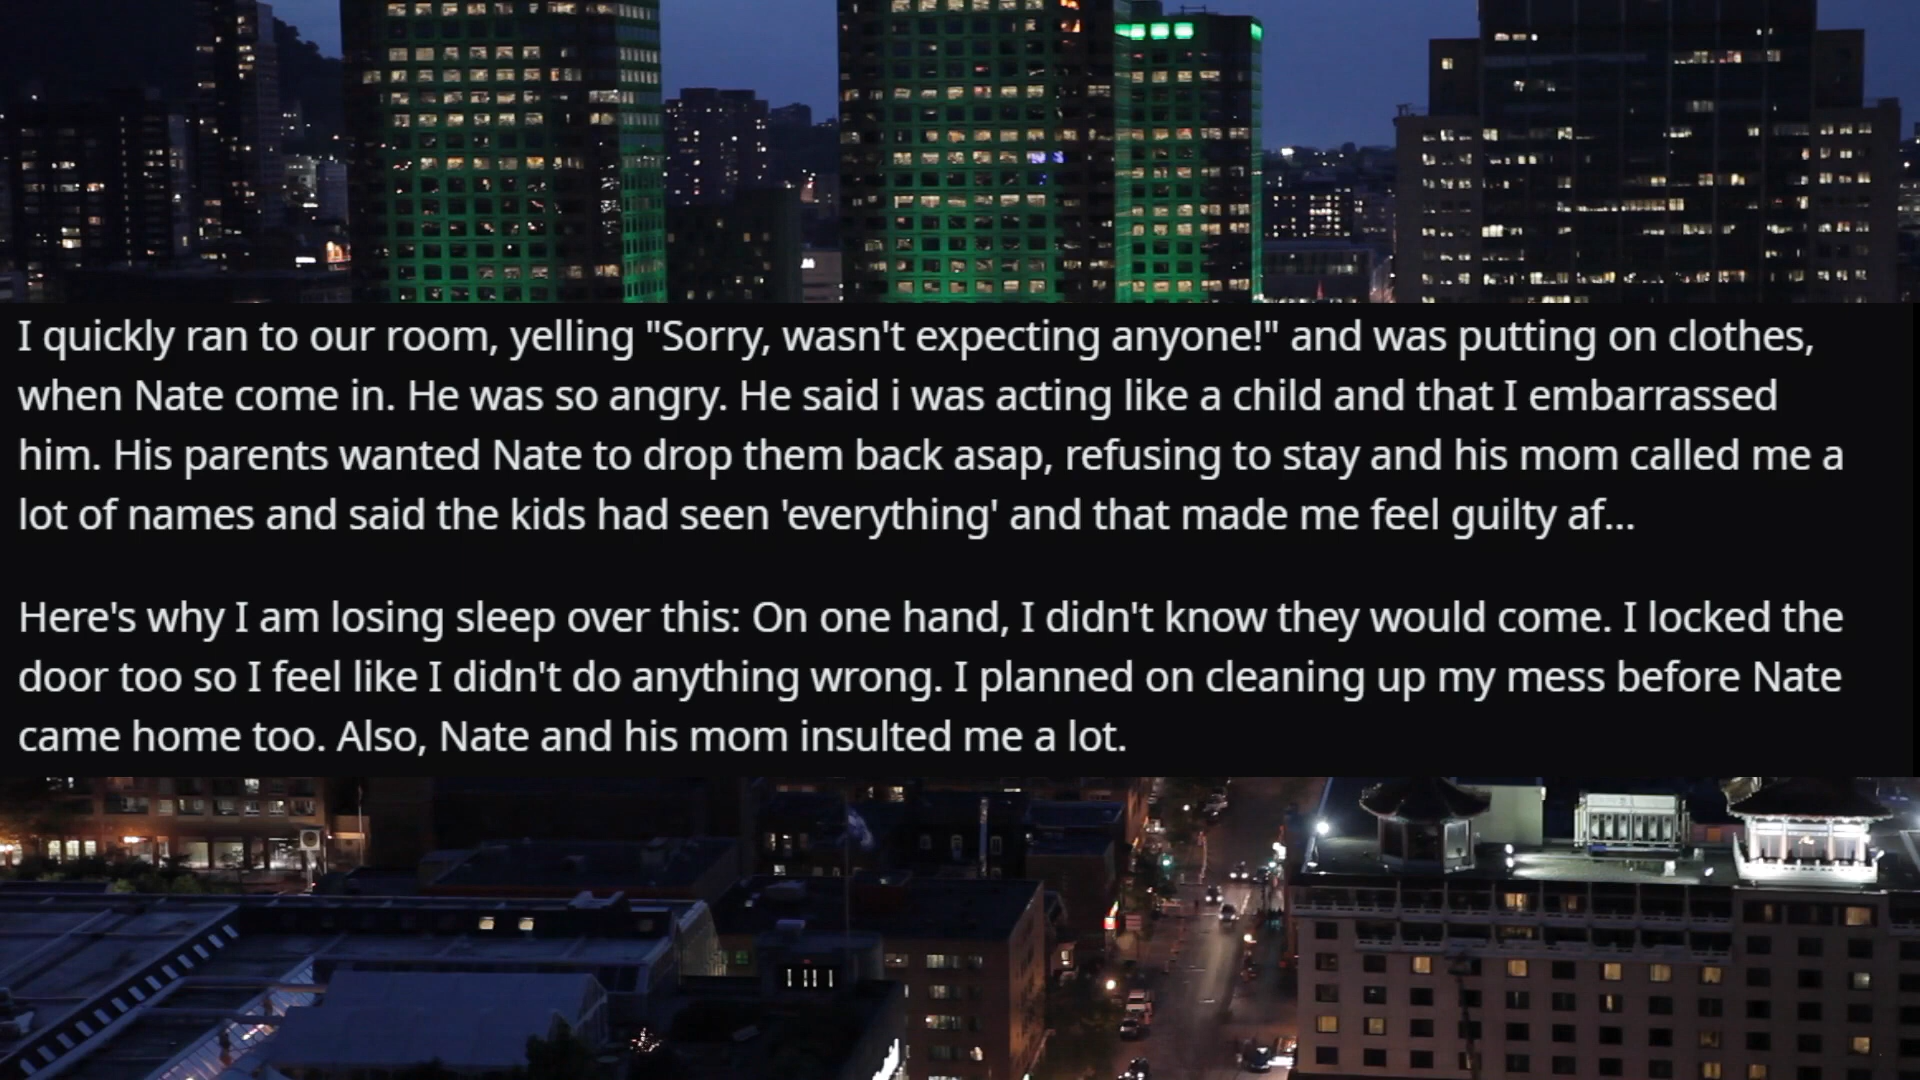 I quickly ran to our room, yelling "Sorry, wasn't expecting anyone!" and was putting on clothes,
when Nate come in. He was so angry. He said i was acting like a child and that I embarrassed
him. His parents wanted Nate to drop them back asap, refusing to stay and his mom called me a
lot of names and said the kids had seen 'everything' and that made me feel guilty af...
Here's why I am losing sleep over this: On one hand, I didn't know they would come. I locked the
door too so I feel like I didn't do anything wrong. I planned on cleaning up my mess before Nate
came home too. Also, Nate and his mom insulted me a lot.